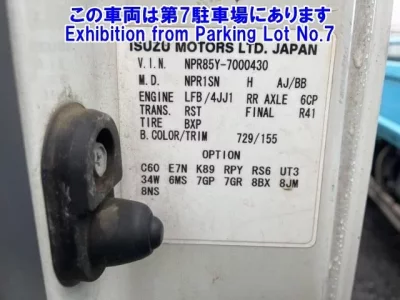 この車両は第7駐車場にあります
Exhibition from Parking Lot No.7
ISUZU MOTORS LTD. JAPAN
V.I.N. NPR85Y-7000430
M.D. NPR1SN H AJ/BB
ENGINE LFB/4JJ1 RR AXLE 6CP
TRANS. RST FINAL R41
TIRE BXP
B.COLOR/TRIM 729/155
OPTION
C60 E7N K89 RPY RS6 UT3
34W 6MS 7GP 7GR 8BX 8JM
8NS